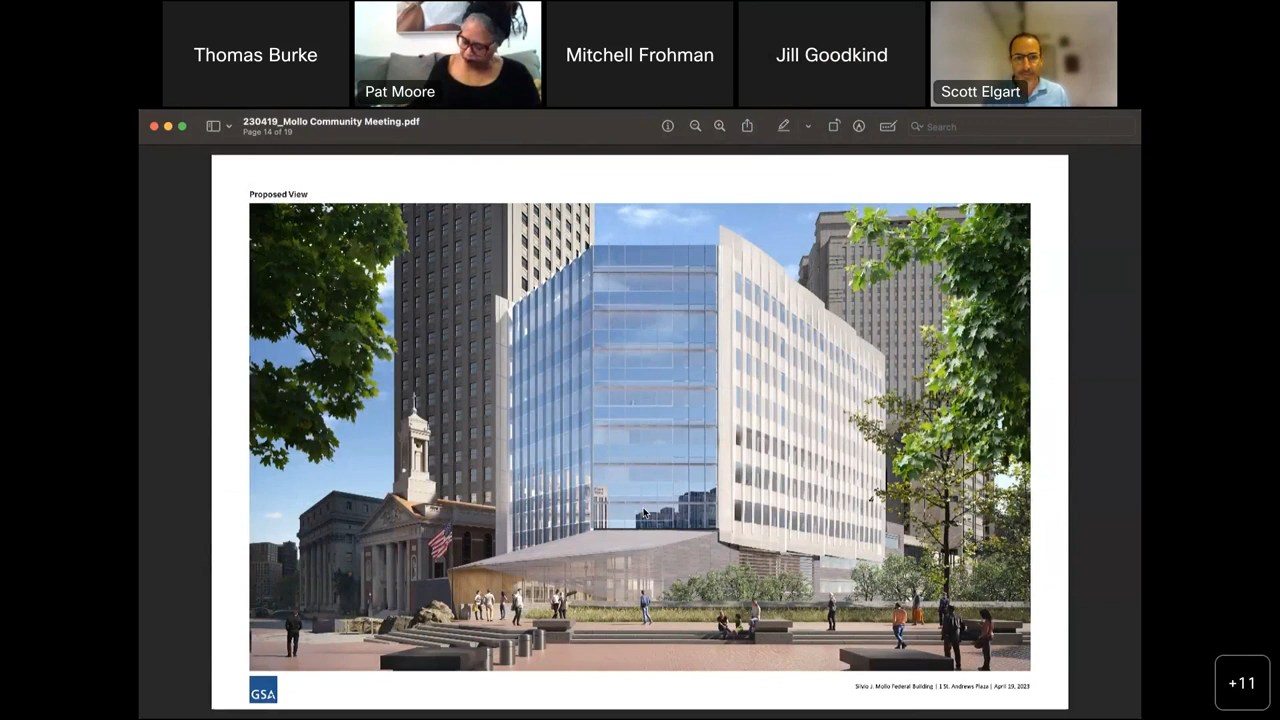 Thomas Burke
Pat Moore
Mitchell Frohman
Jill Goodkind
Scott Elgart
230419_Mollo Community Meeting.pdf
Page 14 of 19
Search
Proposed View
GSA
Silvio J. Mollo Federal Building | 1 St. Andrews Plaza | April 19, 2023
+11